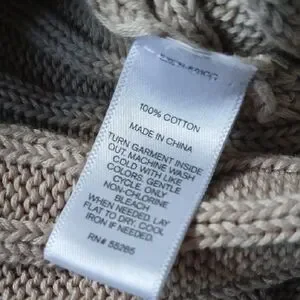 100% COTTON
MADE IN CHINA
TURN GARMENT INSIDE
OUT. MACHINE WASH
COLD WITH LIKE
COLORS. GENTLE
CYCLE. ONLY
NON-CHLORINE
BLEACH
WHEN NEEDED. LAY
FLAT TO DRY. COOL
IRON IF NEEDED.
RN# 55285